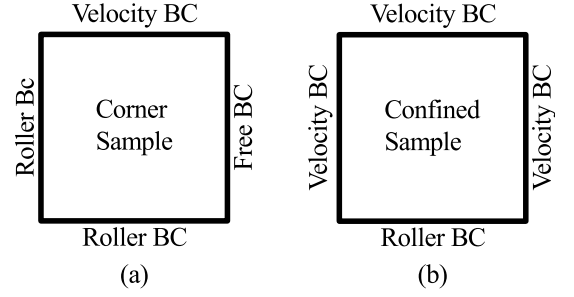 Velocity BC
Roller Bc
Corner
Sample
Free BC
Roller BC
(a)
Velocity BC
Velocity BC
Confined
Sample
Velocity BC
Roller BC
(b)